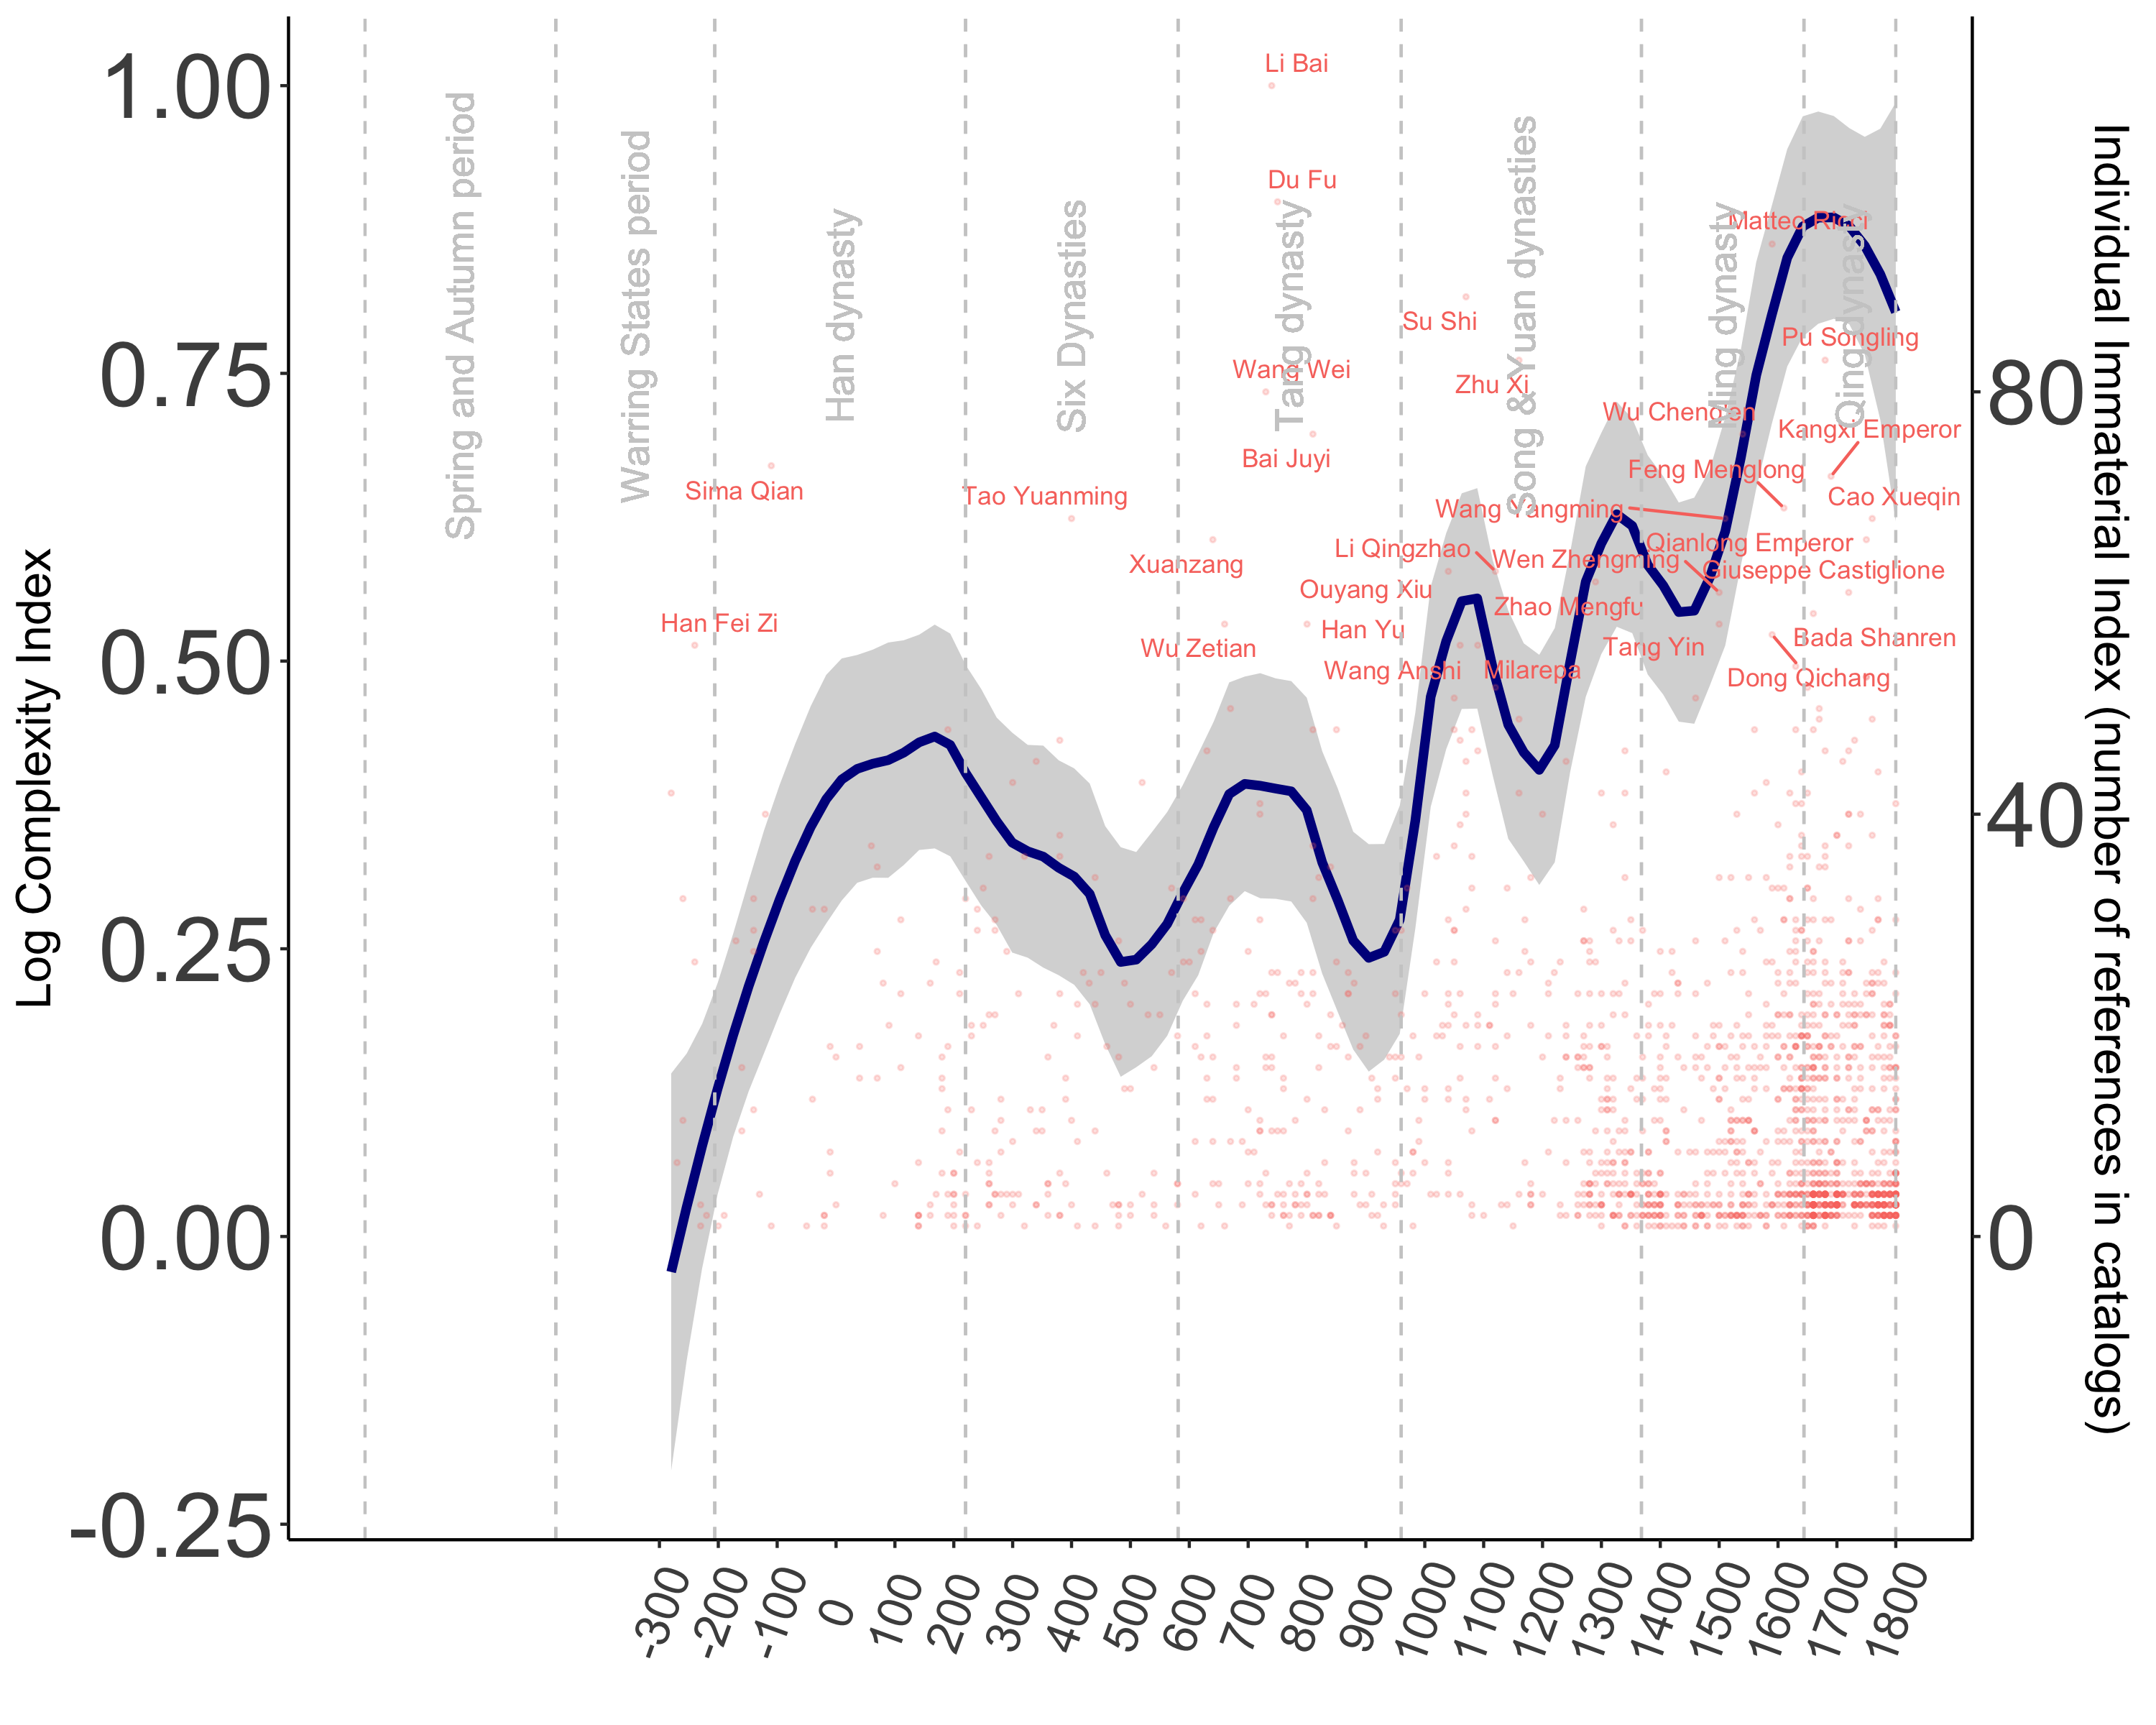 1.00
0.75
0.50
0.25
0.00
-0.25
Log Complexity Index
80
40
0
Individual Immaterial Index (number of references in catalogs)
-300
-200
-100
0
100
200
300
400
500
600
700
800
900
1000
1100
1200
1300
1400
1500
1600
1700
1800
Spring and Autumn period
Warring States period
Han dynasty
Six Dynasties
Tang dynasty
Song & Yuan dynasties
Ming dynasty
Qing dynasty
Li Bai
Du Fu
Matteo Ricci
Su Shi
Pu Songling
Wang Wei
Zhu Xi
Wu Cheng'en
Kangxi Emperor
Bai Juyi
Feng Menglong
Sima Qian
Tao Yuanming
Cao Xueqin
Wang Yangming
Qianlong Emperor
Li Qingzhao
Wen Zhengming
Xuanzang
Giuseppe Castiglione
Ouyang Xiu
Zhao Mengfu
Han Fei Zi
Han Yu
Bada Shanren
Wu Zetian
Tang Yin
Wang Anshi
Milarepa
Dong Qichang